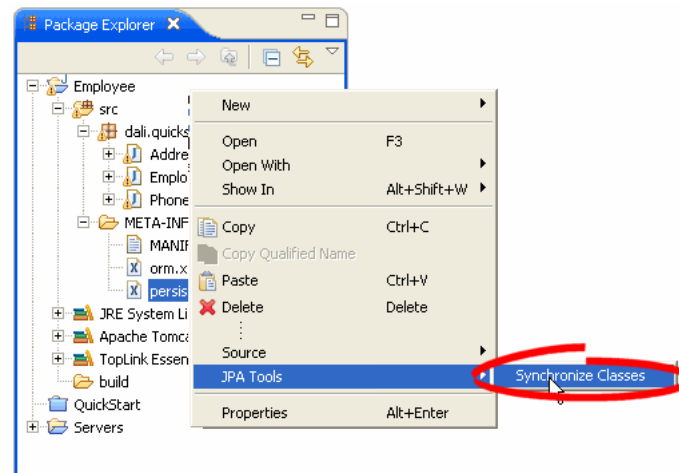 Package Explorer
Employee
src
dali.quicks
Addre
Emplo
Phone
META-INF
MANIF
orm.x
persis
JRE System Li
Apache Tomca
TopLink Essen
build
QuickStart
Servers
New
Open F3
Open With
Show In Alt+Shift+W
Copy Ctrl+C
Copy Qualified Name
Paste Ctrl+V
Delete Delete
Source
JPA Tools
Properties Alt+Enter
Synchronize Classes